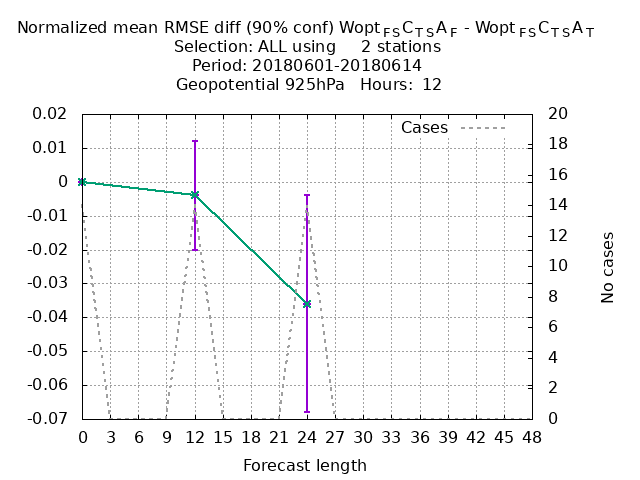 Normalized mean RMSE diff (90% conf) Wopt FS C TS A F - Wopt FS C TS A T
Selection: ALL using 2 stations
Period: 20180601-20180614
Geopotential 925hPa Hours: 12
Cases
0.02
0.01
0
-0.01
-0.02
-0.03
-0.04
-0.05
-0.06
-0.07
20
18
16
14
12
10
8
6
4
2
0
No cases
0 3 6 9 12 15 18 21 24 27 30 33 36 39 42 45 48
Forecast length